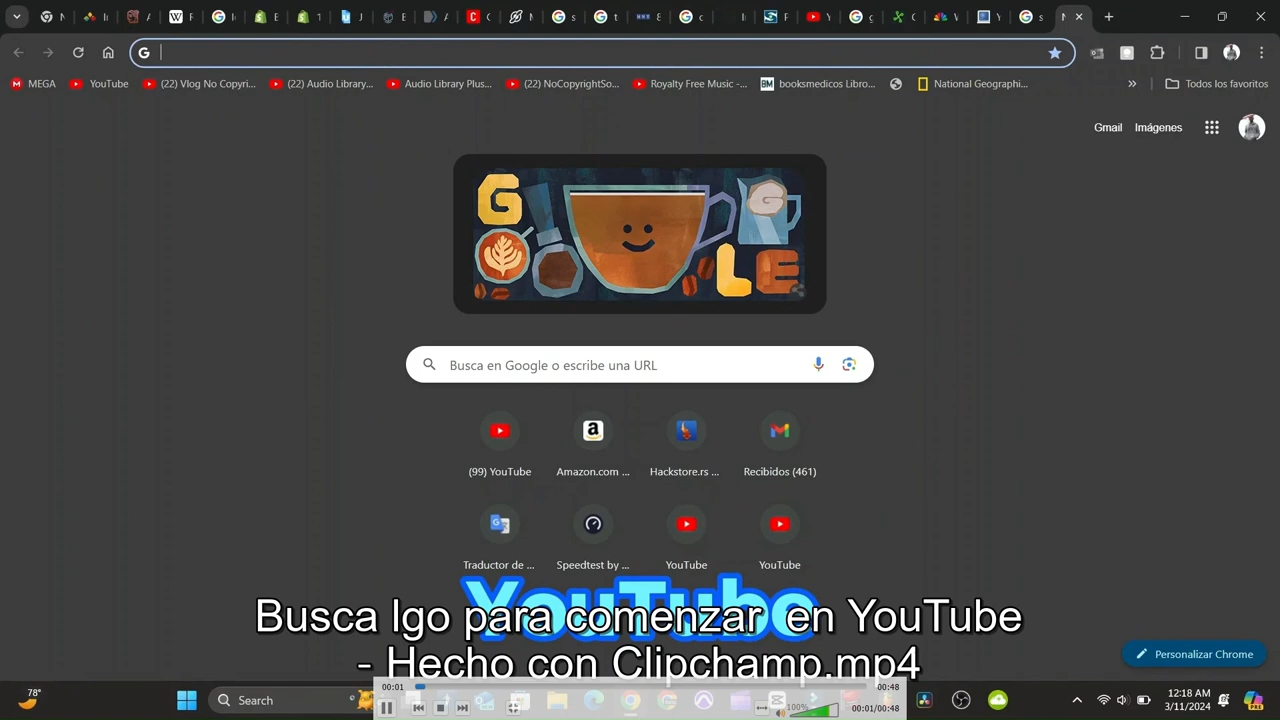 MEGA
YouTube
(22) Vlog No Copyri...
(22) Audio Library...
Audio Library Plus...
(22) NoCopyrightSo...
Royalty Free Music -...
BM
booksmedicos Libro...
National Geographi...
Todos los favoritos
Gmail
Imágenes
G
G
L E
Busca en Google o escribe una URL
(99) YouTube
Amazon.com ...
Hackstore.rs ...
Recibidos (461)
Traductor de ...
Speedtest by ...
YouTube
YouTube
YouTube
Busca lgo para comenzar en YouTube
- Hecho con Clipchamp.mp4
Personalizar Chrome
00:01
00:48
100%
00:01/00:48
78°
Search
12:18 AM
3/11/2024